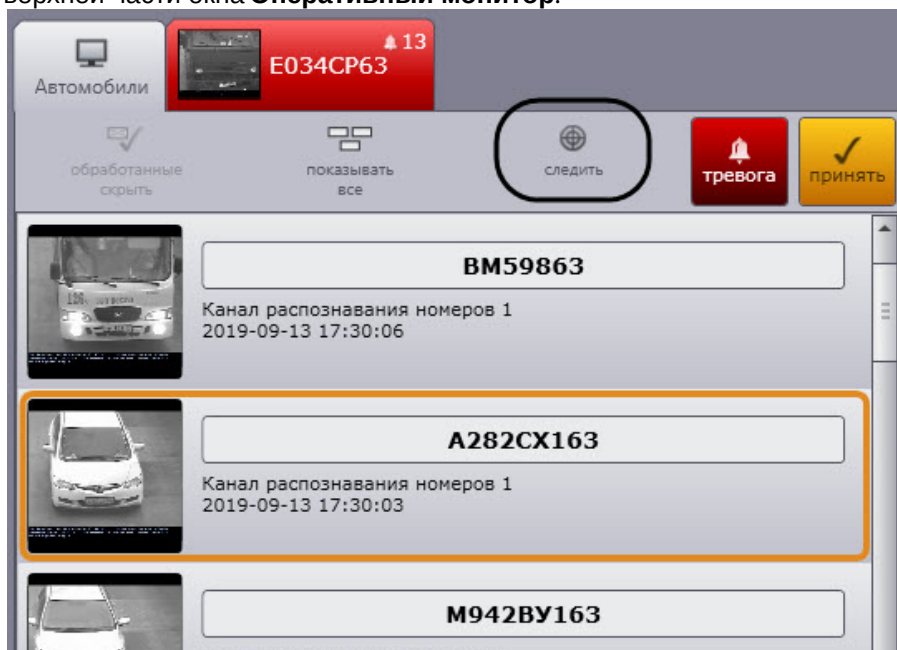 верхней части окна Оперативный монитор.
13
Е034СР63
Автомобили
обработанные
скрыть
показывать
все
следить
тревога
принять
ВМ59863
Канал распознавания номеров 1
2019-09-13 17:30:06
А282СХ163
Канал распознавания номеров 1
2019-09-13 17:30:03
М942ВУ163